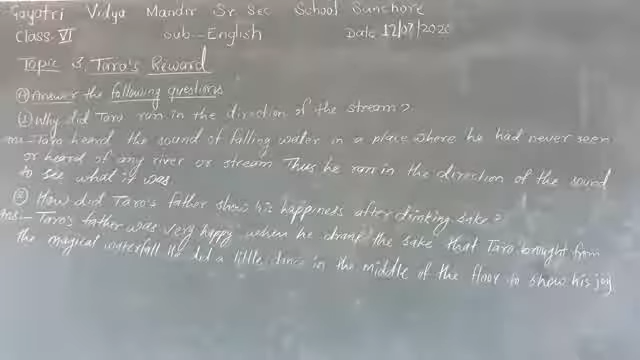 Gayatri Vidya Mandir Sr. Sec School Sanchore
Class-VI Sub-English Date 12/07/2020
Topic 3. Taro's Reward
(A) Answer the following questions
(1) Why did Taro run in the direction of the stream?
Ans- Taro heard the sound of falling water in a place where he had never seen
or heard of any river or stream Thus he ran in the direction of the sound
to see what it was.
(2) How did Taro's father show his happiness after drinking sake?
Ans- Taro's father was very happy when he drank the sake that Taro brought from
the magical waterfall He did a little dance in the middle of the floor to show his joy.